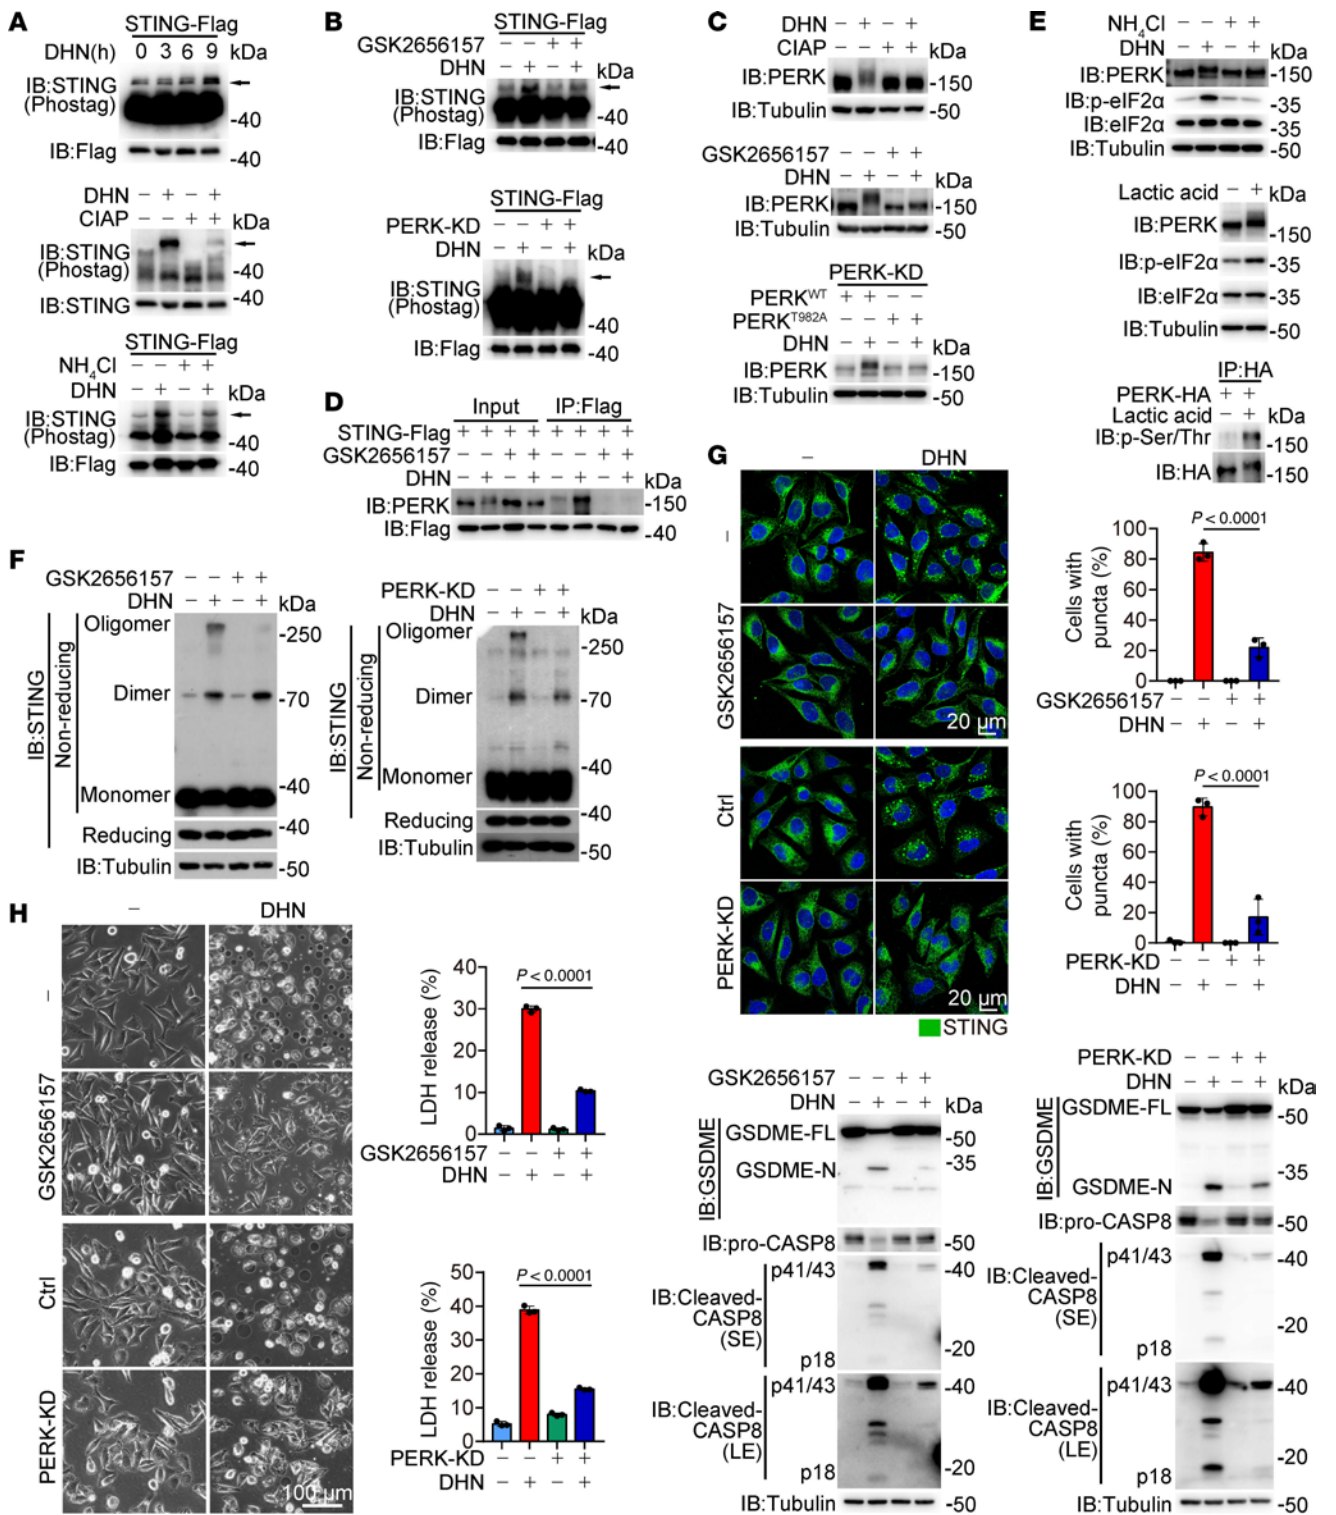 A
STING-Flag
DHN(h) 0 3 6 9 kDa
IB:STING
(Phostag)
-40
IB:Flag
-40
DHN − + − +
CIAP − − + + kDa
IB:STING
(Phostag)
-40
IB:STING
-40
STING-Flag
NH4Cl − − + +
DHN − + − + kDa
IB:STING
(Phostag)
-40
IB:Flag
-40
B
STING-Flag
GSK2656157 − − + +
DHN − + − + kDa
IB:STING
(Phostag)
-40
IB:Flag
-40
STING-Flag
PERK-KD − − + +
DHN − + − + kDa
IB:STING
(Phostag)
-40
IB:Flag
-40
C
DHN − + − +
CIAP − − + + kDa
IB:PERK
-150
IB:Tubulin
-50
GSK2656157 − − + +
DHN − + − + kDa
IB:PERK
-150
IB:Tubulin
-50
PERK-KD
PERKWT + + − −
PERKT982A − − + +
DHN − + − + kDa
IB:PERK
-150
IB:Tubulin
-50
D
Input IP:Flag
STING-Flag + + + + + + + +
GSK2656157 − − + + − − + +
DHN − + − + − + − + kDa
IB:PERK
-150
IB:Flag
-40
E
NH4Cl − − + +
DHN − + − + kDa
IB:PERK
-150
IB:p-eIF2α
-35
IB:eIF2α
-35
IB:Tubulin
-50
Lactic acid − + kDa
IB:PERK
-150
IB:p-eIF2α
-35
IB:eIF2α
-35
IB:Tubulin
-50
IP:HA
PERK-HA + +
Lactic acid − + kDa
IB:p-Ser/Thr
-150
IB:HA
-150
F
GSK2656157 − − + +
DHN − + − + kDa
IB:STING
Non-reducing
Oligomer
-250
Dimer
-70
-40
Monomer
Reducing
-40
IB:Tubulin
-50
PERK-KD − − + +
DHN − + − + kDa
IB:STING
Non-reducing
Oligomer
-250
Dimer
-70
-40
Monomer
Reducing
-40
IB:Tubulin
-50
G
− DHN
−
GSK2656157
20 µm
Ctrl
PERK-KD
20 µm
STING
Cells with
puncta (%)
100
80
60
40
20
0
P < 0.0001
GSK2656157 − − + +
DHN − + − +
Cells with
puncta (%)
100
80
60
40
20
0
P < 0.0001
PERK-KD − − + +
DHN − + − +
H
− DHN
−
GSK2656157
Ctrl
PERK-KD
100 µm
LDH release (%)
40
30
20
10
0
P < 0.0001
GSK2656157 − − + +
DHN − + − +
LDH release (%)
50
40
30
20
10
0
P < 0.0001
PERK-KD − − + +
DHN − + − +
GSK2656157 − − + +
DHN − + − + kDa
IB:GSDME
GSDME-FL
-50
-35
GSDME-N
IB:pro-CASP8
-50
p41/43
-40
IB:Cleaved-
CASP8
(SE)
-20
p18
p41/43
-40
IB:Cleaved-
CASP8
(LE)
-20
p18
IB:Tubulin
-50
PERK-KD − − + +
DHN − + − + kDa
IB:GSDME
GSDME-FL
-50
-35
GSDME-N
IB:pro-CASP8
-50
p41/43
-40
IB:Cleaved-
CASP8
(SE)
-20
p18
p41/43
-40
IB:Cleaved-
CASP8
(LE)
-20
p18
IB:Tubulin
-50